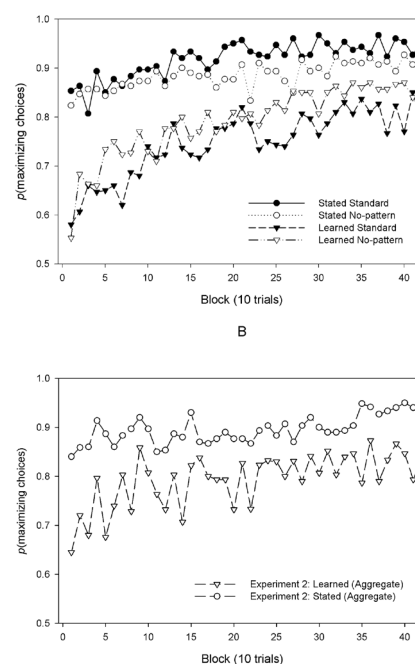 1.0
0.9
0.8
0.7
0.6
0.5
p(maximizing choices)
Stated Standard
Stated No-pattern
Learned Standard
Learned No-pattern
0 5 10 15 20 25 30 35 40
Block (10 trials)
B
1.0
0.9
0.8
0.7
0.6
0.5
p(maximizing choices)
Experiment 2: Learned (Aggregate)
Experiment 2: Stated (Aggregate)
0 5 10 15 20 25 30 35 40
Block (10 trials)